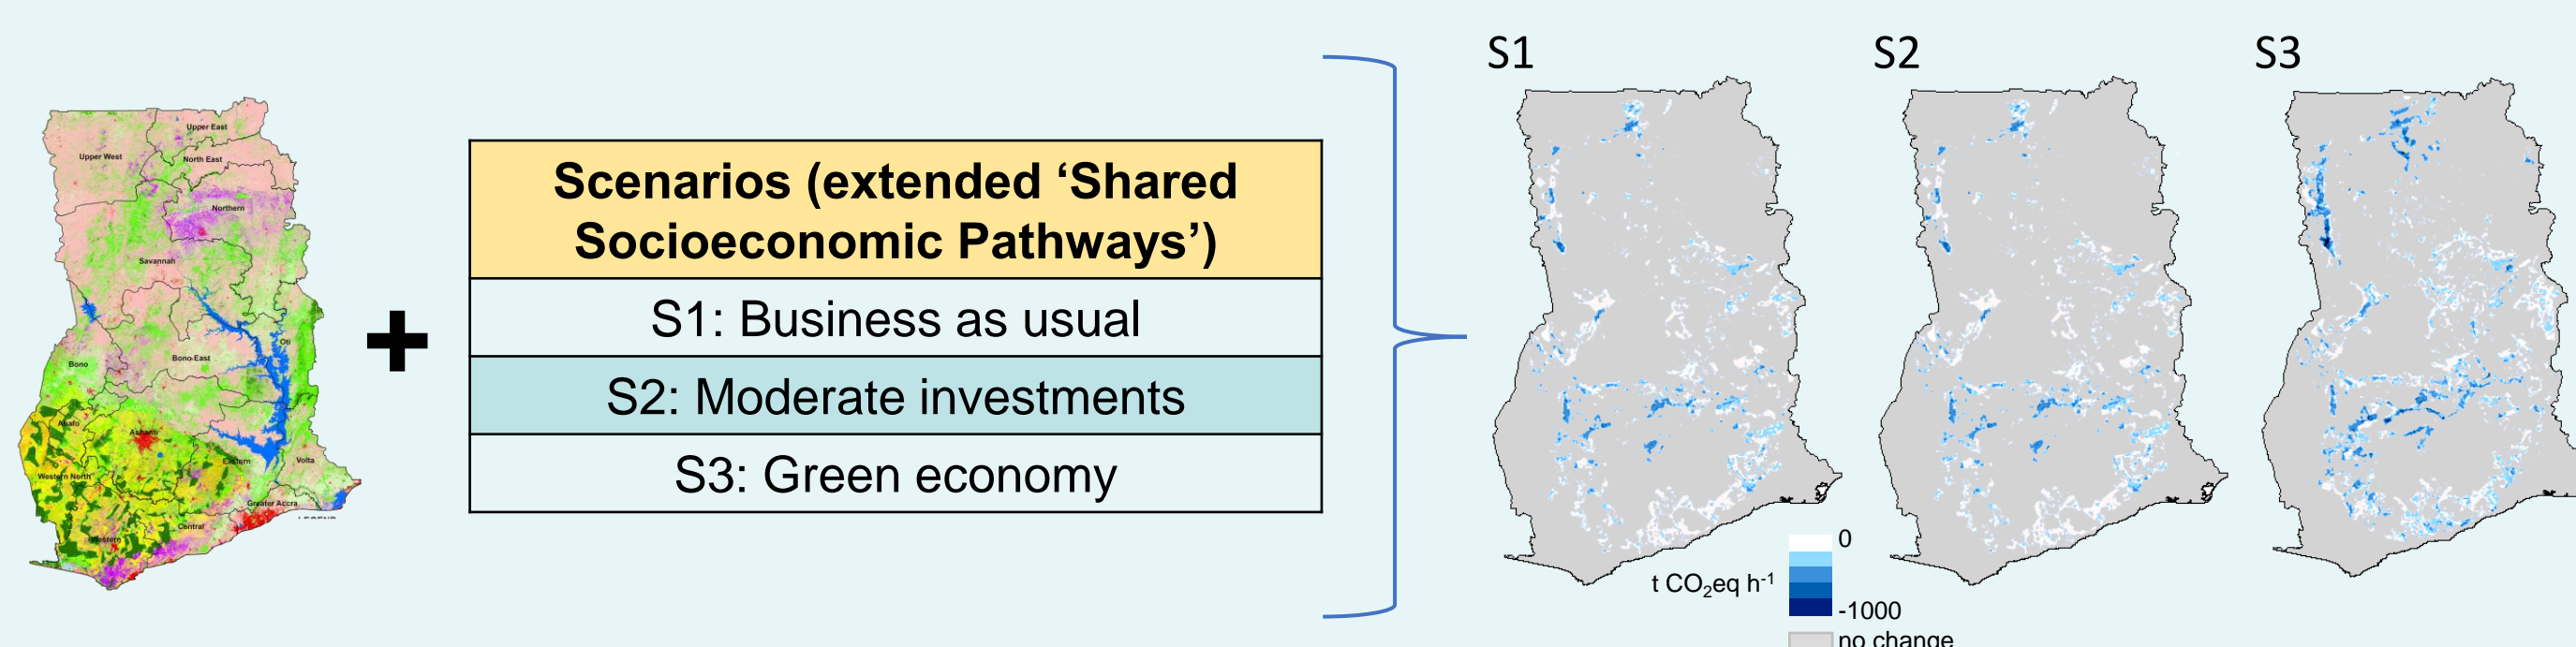 Upper East
Upper West
North East
Northern
Savannah
Oti
Bono East
Bono
Ahafo
Ashanti
Eastern
Volta
Western North
Greater Accra
Central
Western
+
Scenarios (extended ‘Shared
Socioeconomic Pathways’)
S1: Business as usual
S2: Moderate investments
S3: Green economy
S1
S2
S3
0
t CO₂eq h⁻¹
-1000
no change